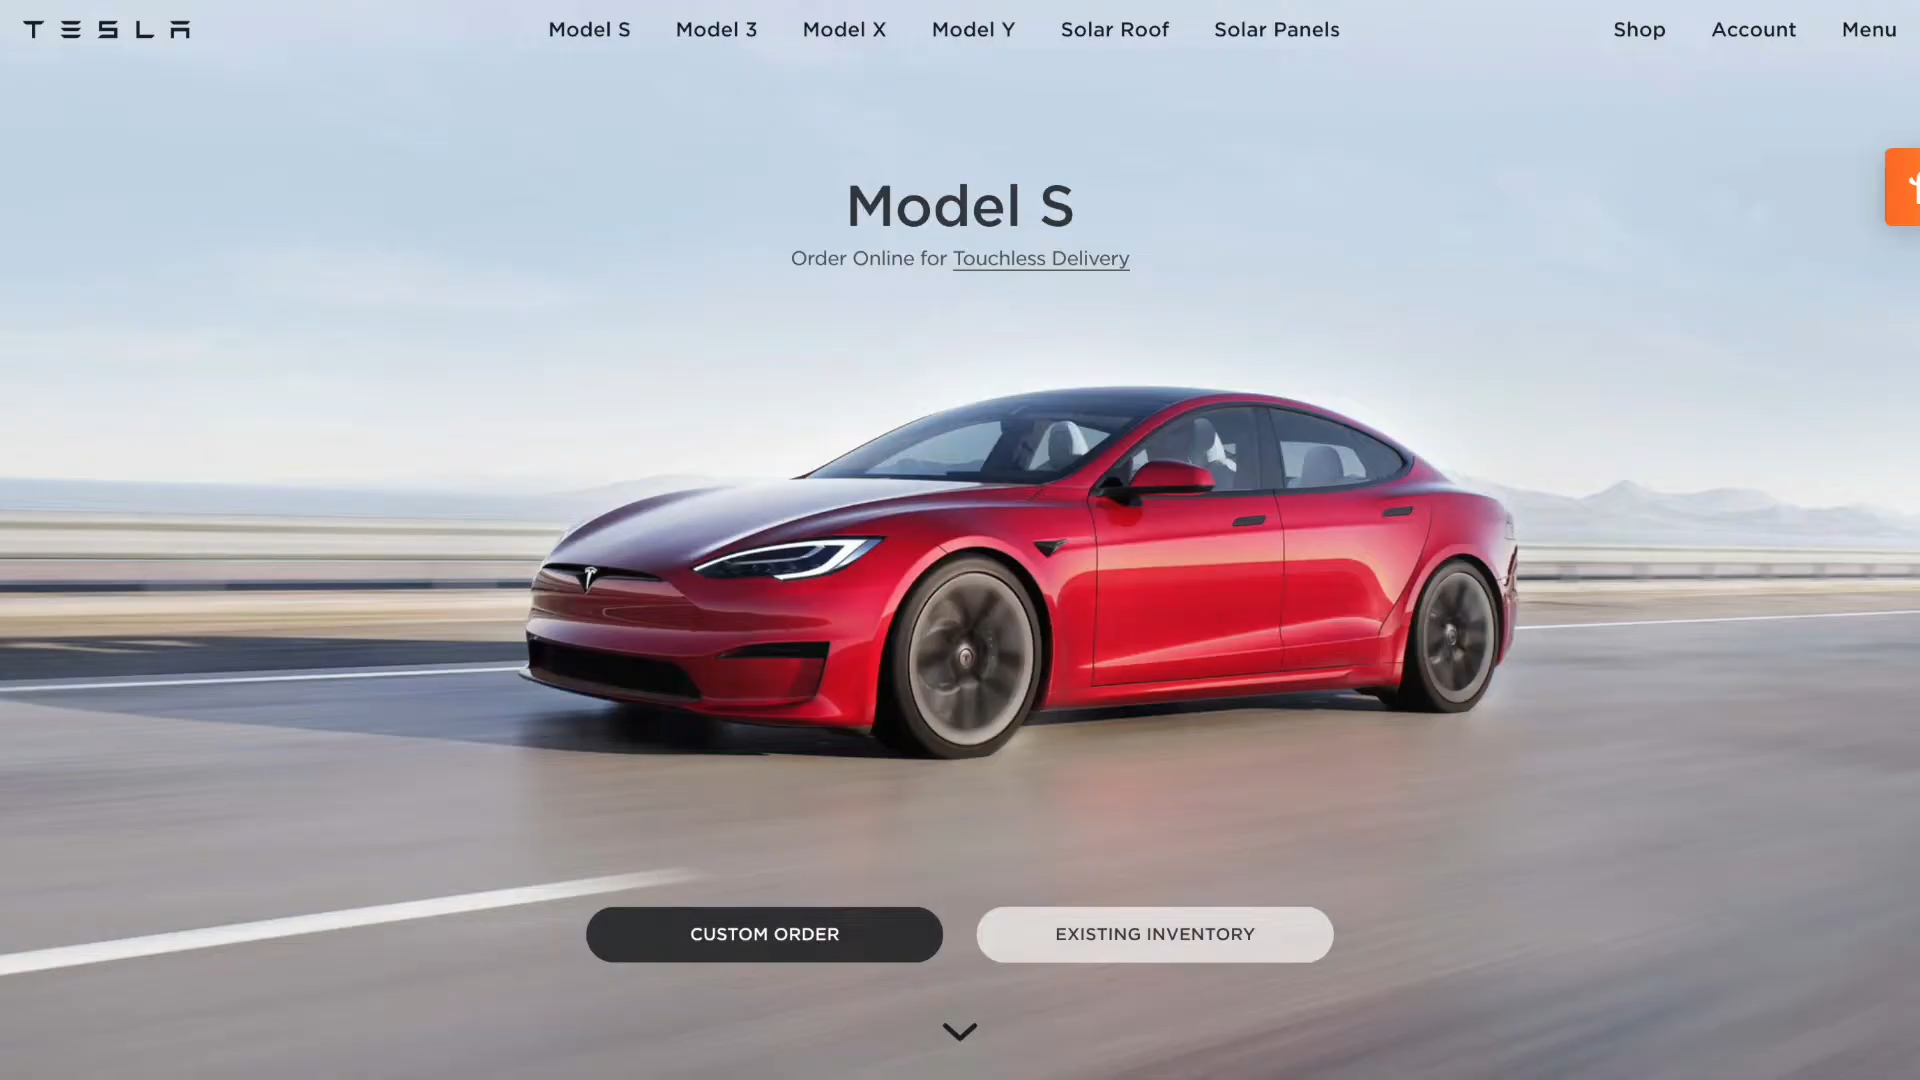 TESLA
Model S Model 3 Model X Model Y Solar Roof Solar Panels
Shop Account Menu
Model S
Order Online for Touchless Delivery
CUSTOM ORDER
EXISTING INVENTORY